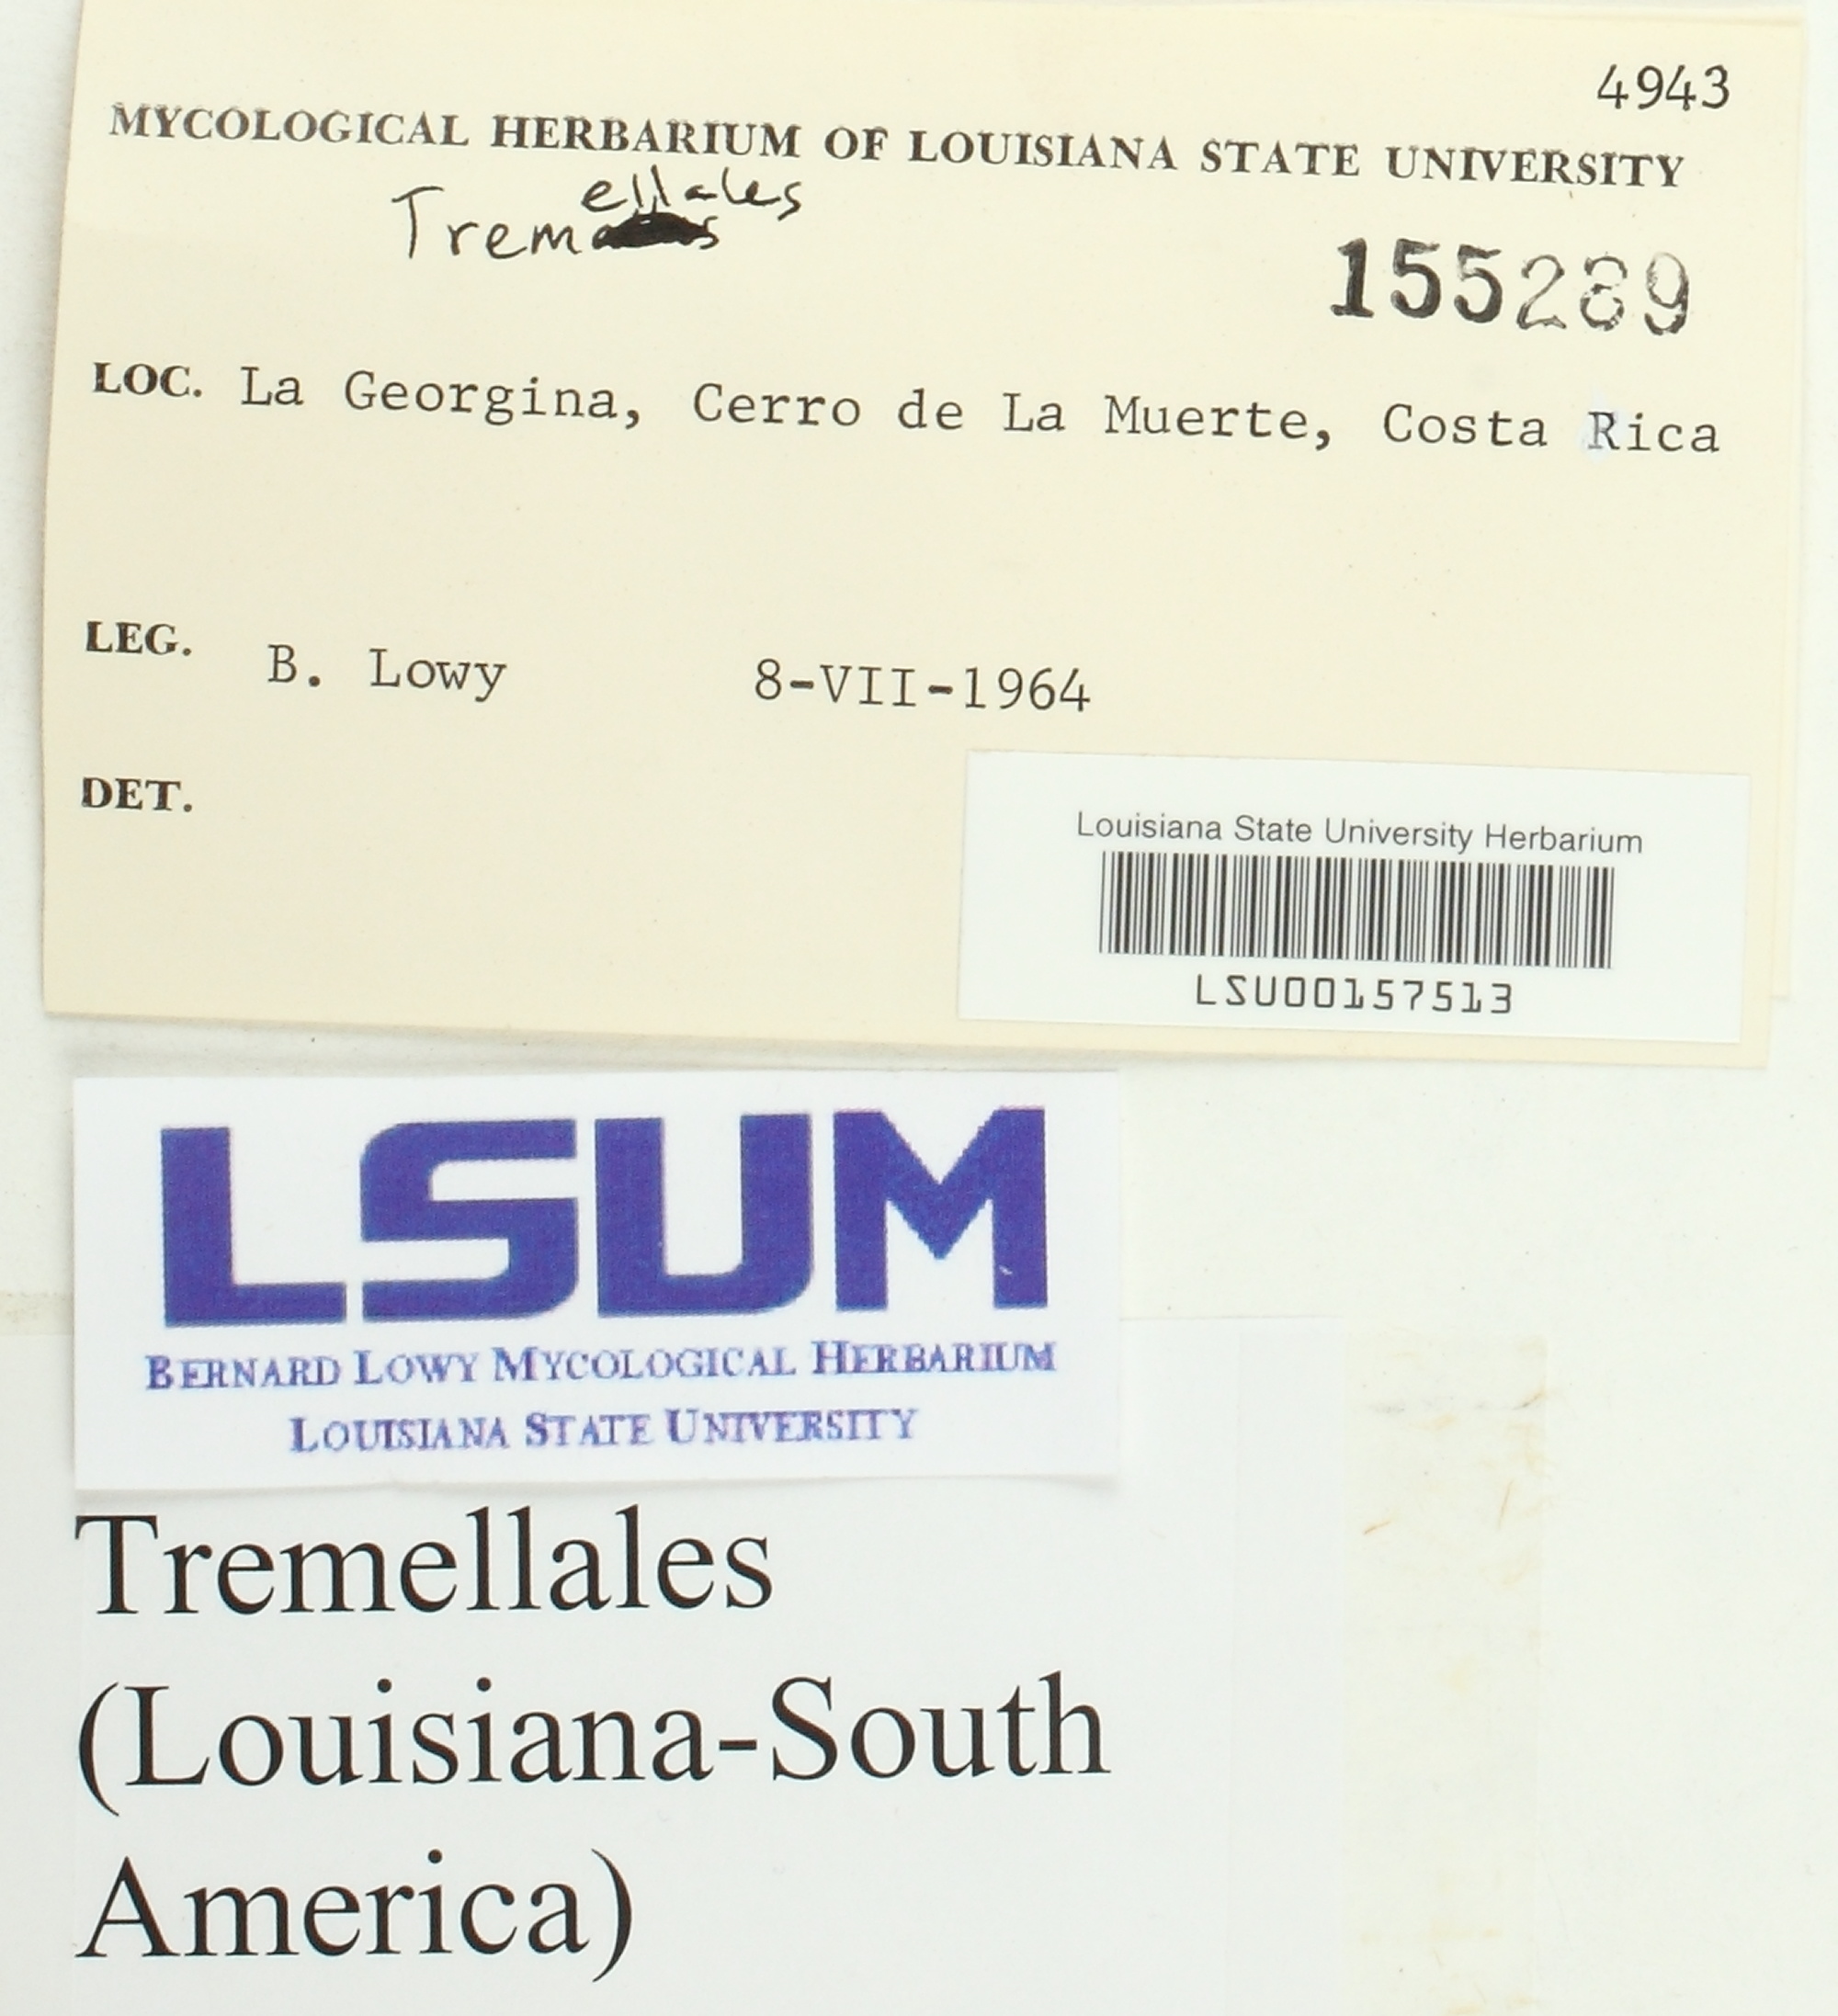 4943
MYCOLOGICAL HERBARIUM OF LOUISIANA STATE UNIVERSITY
Tremellales
155289
LOC. La Georgina, Cerro de La Muerte, Costa Rica
LEG. B. Lowy 8-VII-1964
DET.
Louisiana State University Herbarium
LSU00157513
LSUM
BERNARD LOWY MYCOLOGICAL HERBARIUM
LOUISIANA STATE UNIVERSITY
Tremellales
(Louisiana-South
America)